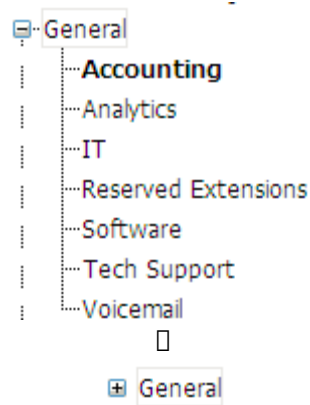 General
Accounting
Analytics
IT
Reserved Extensions
Software
Tech Support
Voicemail
General